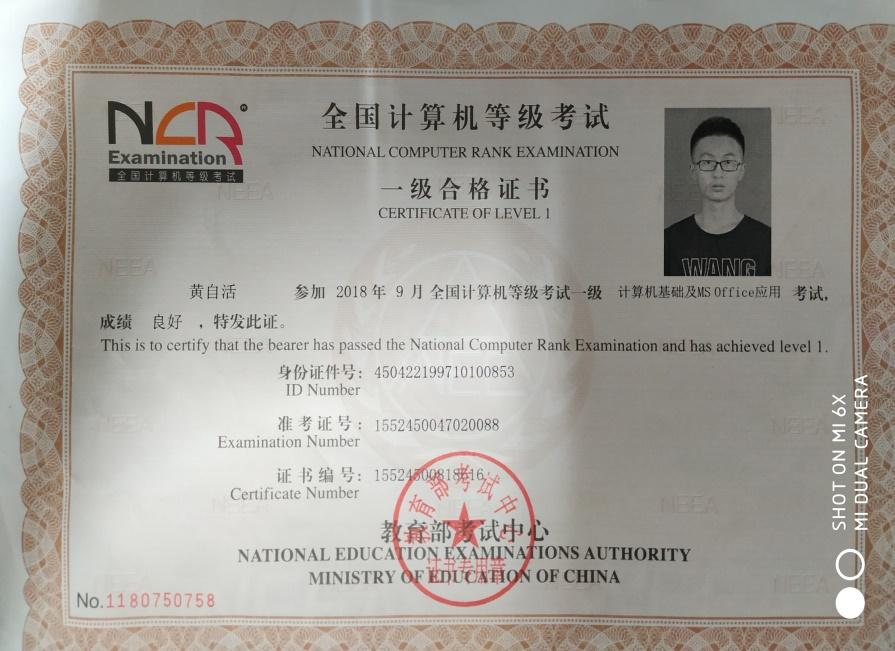 NCR®
Examination
全国计算机等级考试
全国计算机等级考试
NATIONAL COMPUTER RANK EXAMINATION
一级合格证书
CERTIFICATE OF LEVEL 1
WANG
黄自活 参加 2018 年 9 月 全国计算机等级考试一级 计算机基础及MS Office应用 考试,
成绩 良好 ,特发此证。
This is to certify that the bearer has passed the National Computer Rank Examination and has achieved level 1.
身份证件号: 450422199710100853
ID Number
准考证号: 1552450047020088
Examination Number
证书编号: 15524500818616
Certificate Number
教育部考试中心
教育部考试中心
NATIONAL EDUCATION EXAMINATIONS AUTHORITY
证书专用章
MINISTRY OF EDUCATION OF CHINA
No.1180750758
NEEA
SHOT ON MI 6X
MI DUAL CAMERA